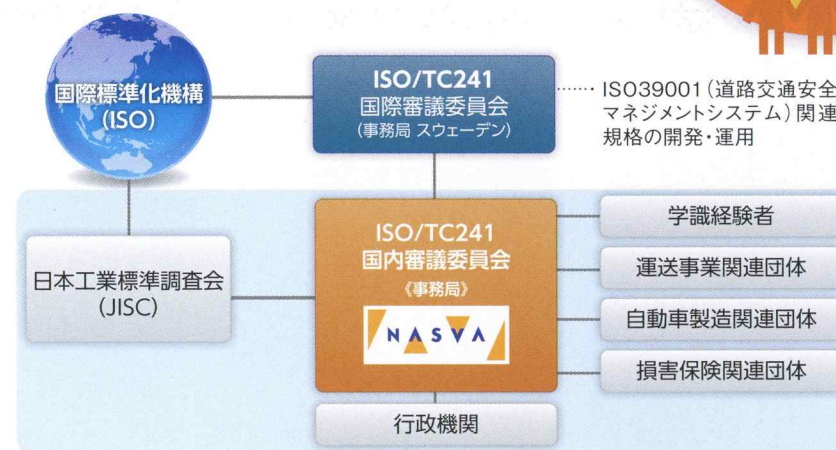 国際標準化機構
(ISO)
ISO/TC241
国際審議委員会
(事務局 スウェーデン)
…… ISO39001(道路交通安全
マネジメントシステム)関連
規格の開発・運用
日本工業標準調査会
(JISC)
ISO/TC241
国内審議委員会
《事務局》
NASVA
学識経験者
運送事業関連団体
自動車製造関連団体
損害保険関連団体
行政機関